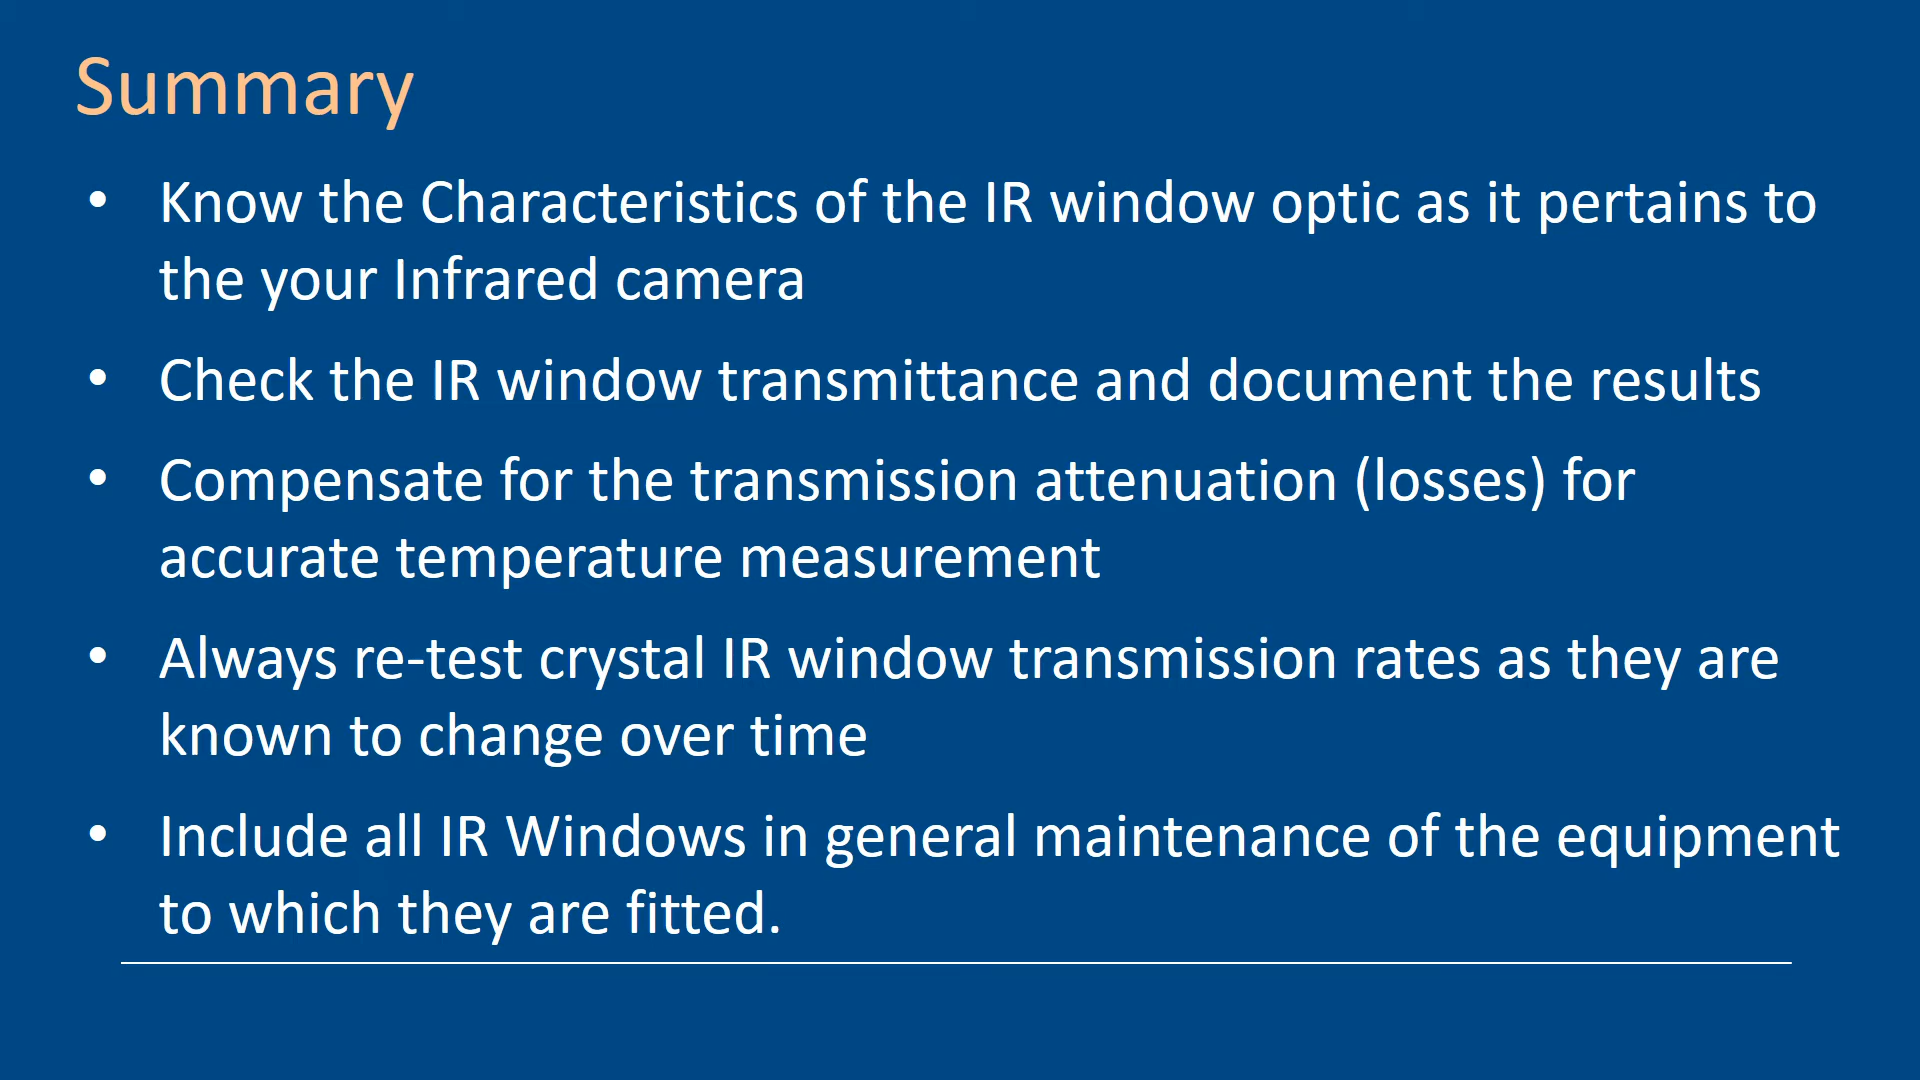 Summary
• Know the Characteristics of the IR window optic as it pertains to
the your Infrared camera
• Check the IR window transmittance and document the results
• Compensate for the transmission attenuation (losses) for
accurate temperature measurement
• Always re-test crystal IR window transmission rates as they are
known to change over time
• Include all IR Windows in general maintenance of the equipment
to which they are fitted.